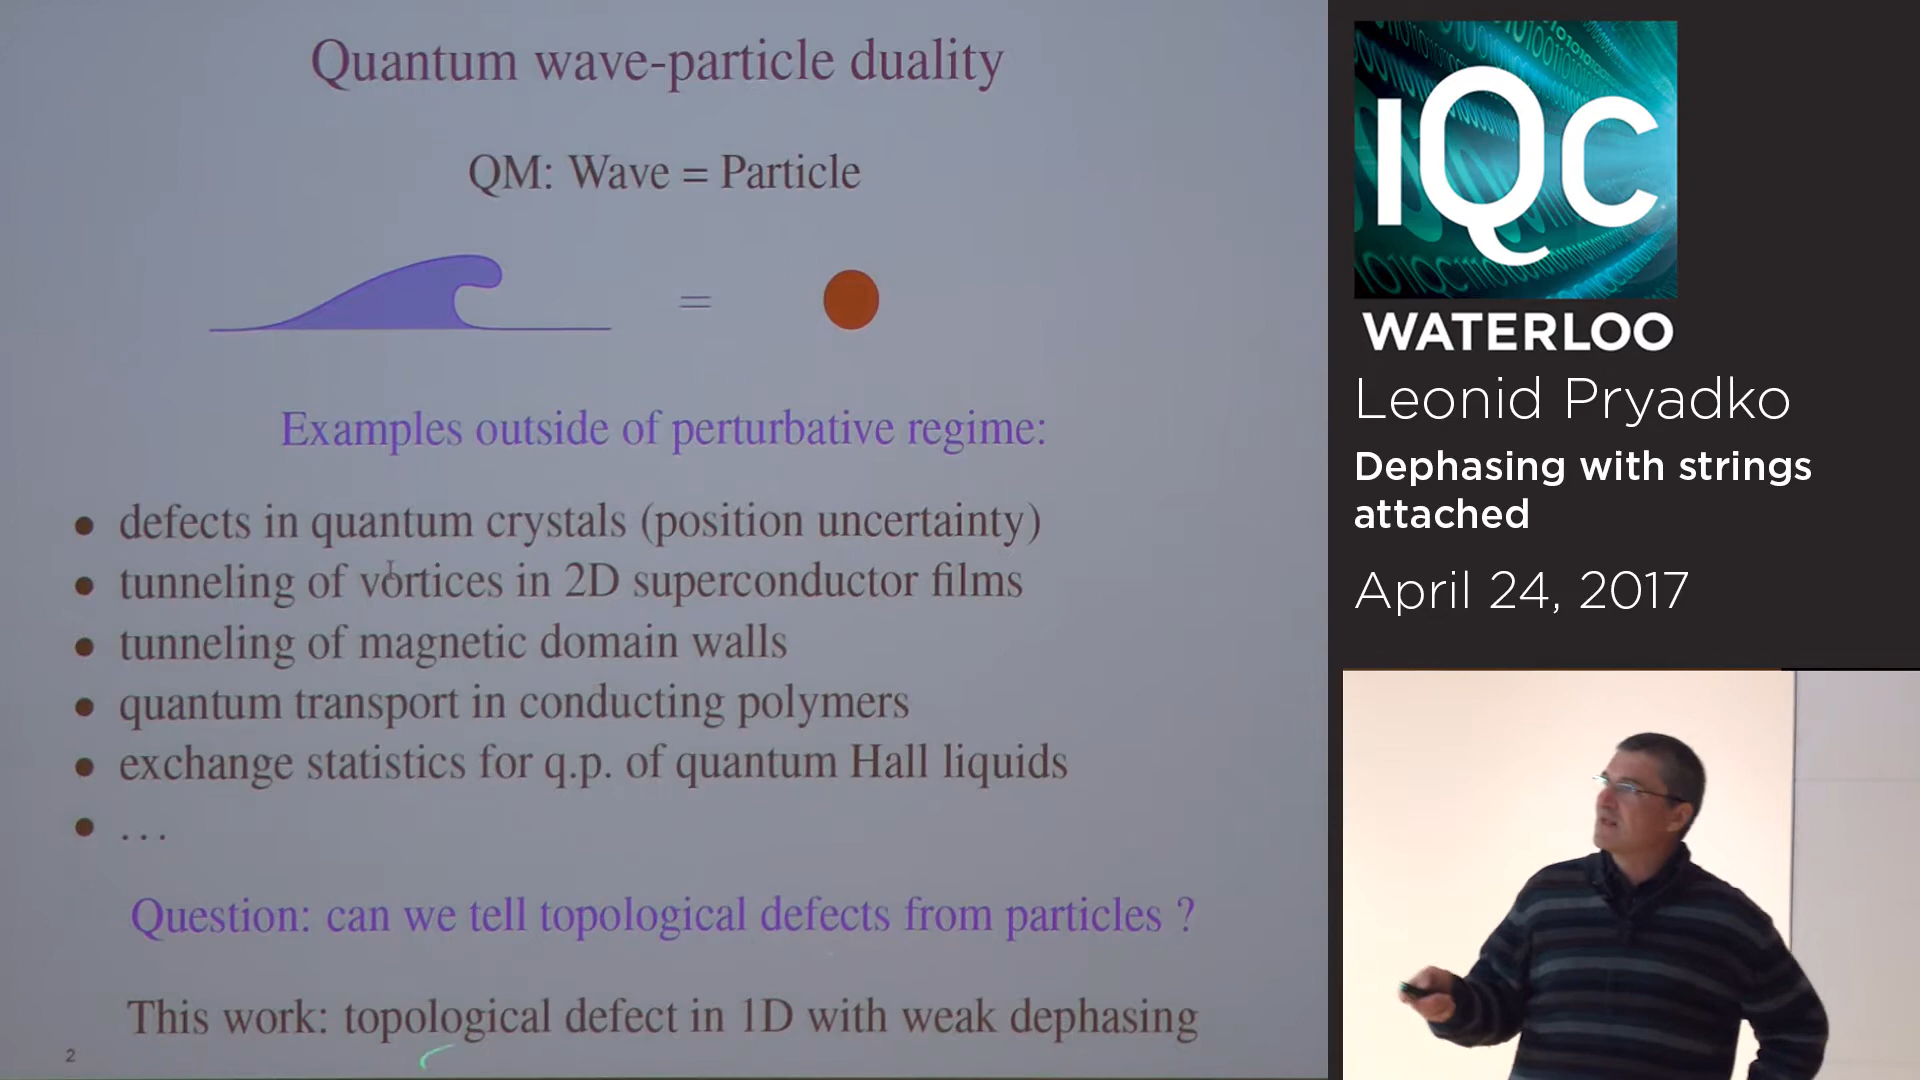 Quantum wave-particle duality
QM: Wave = Particle
=
Examples outside of perturbative regime:
• defects in quantum crystals (position uncertainty)
• tunneling of vortices in 2D superconductor films
• tunneling of magnetic domain walls
• quantum transport in conducting polymers
• exchange statistics for q.p. of quantum Hall liquids
• ...
Question: can we tell topological defects from particles ?
This work: topological defect in 1D with weak dephasing
2
IQC
WATERLOO
Leonid Pryadko
Dephasing with strings
attached
April 24, 2017